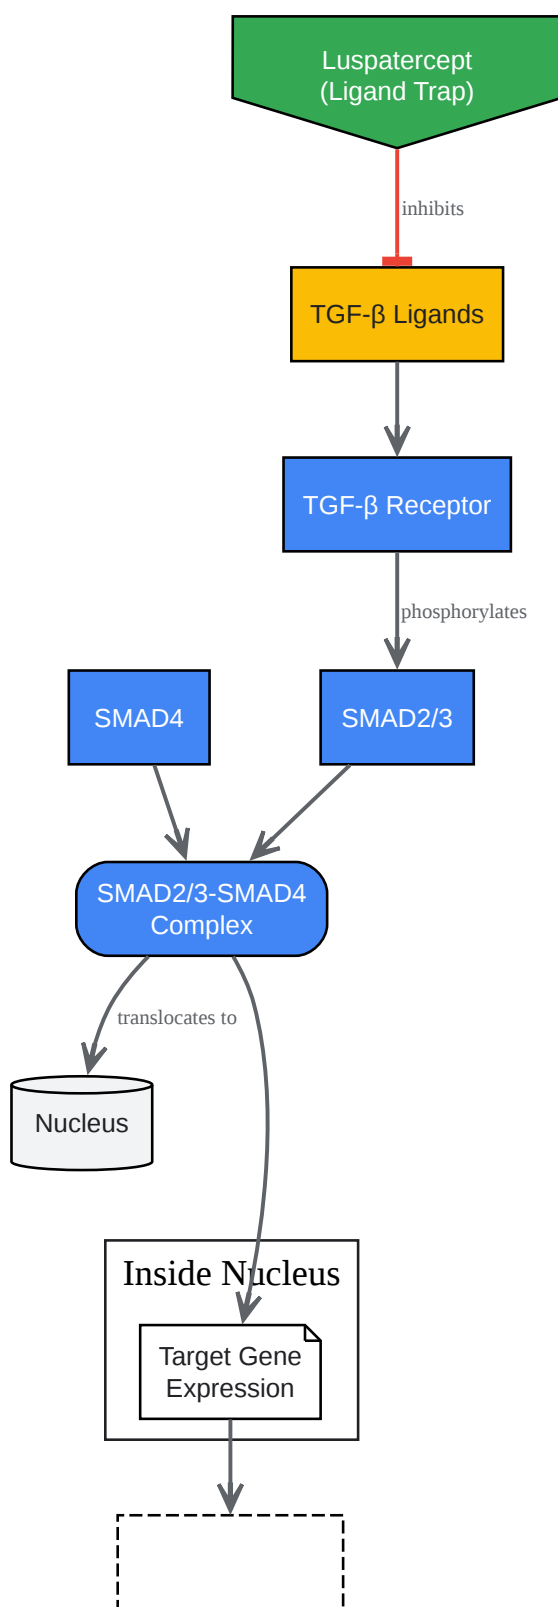 Luspatercept
(Ligand Trap)
inhibits
TGF-β Ligands
TGF-β Receptor
phosphorylates
SMAD4
SMAD2/3
SMAD2/3-SMAD4
Complex
translocates to
Nucleus
Inside Nucleus
Target Gene
Expression